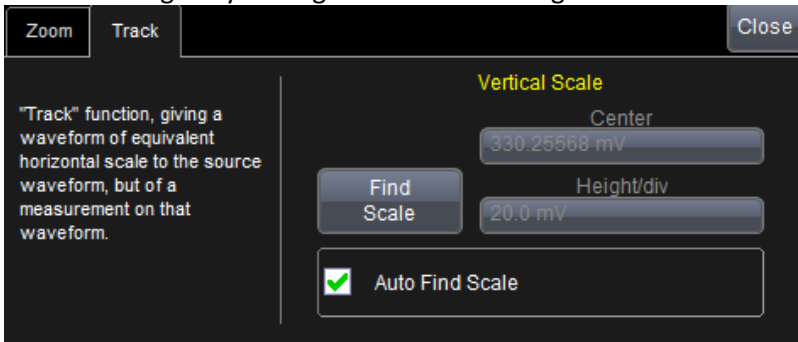 Zoom
Track
Close
"Track" function, giving a
waveform of equivalent
horizontal scale to the source
waveform, but of a
measurement on that
waveform.
Vertical Scale
Center
330.25568 mV
Find
Scale
Height/div
20.0 mV
Auto Find Scale